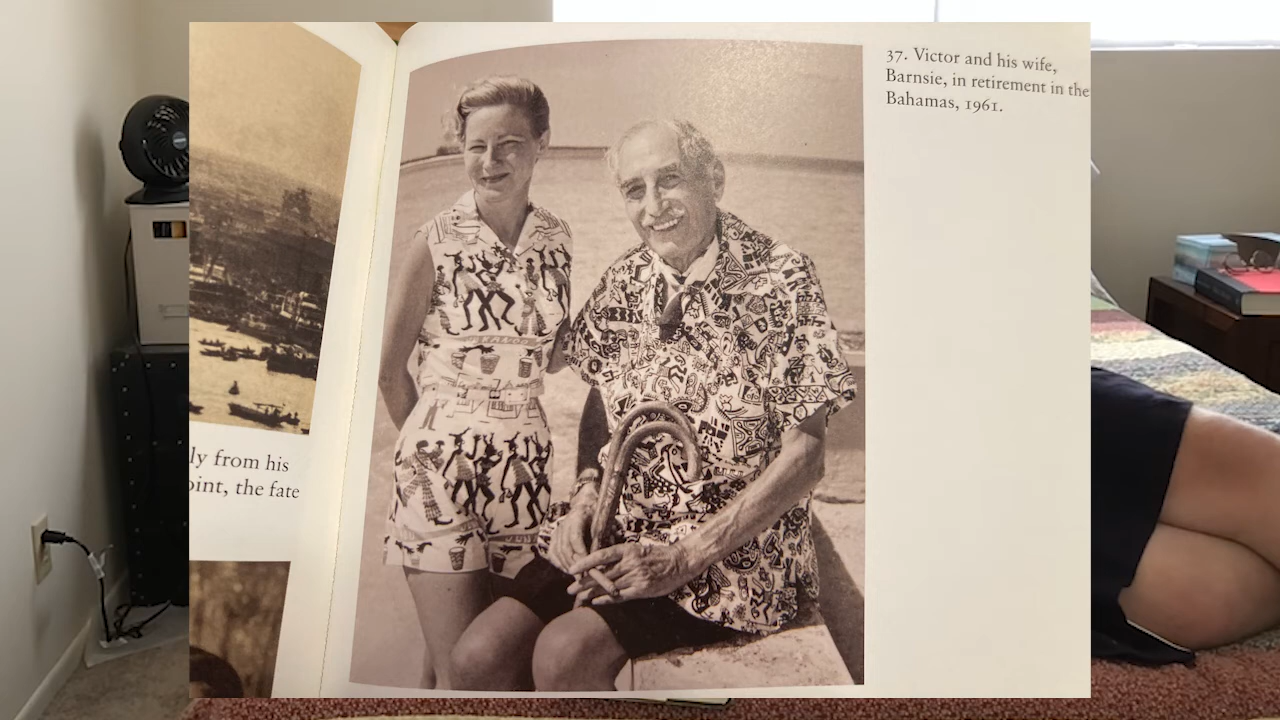 ly from his
oint, the fate
37. Victor and his wife,
Barnsie, in retirement in the
Bahamas, 1961.